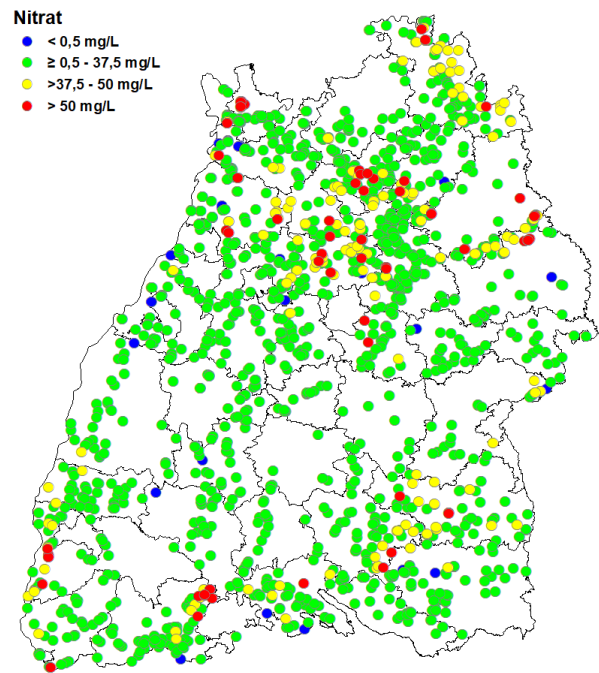 Nitrat
< 0,5 mg/L
≥ 0,5 - 37,5 mg/L
>37,5 - 50 mg/L
> 50 mg/L